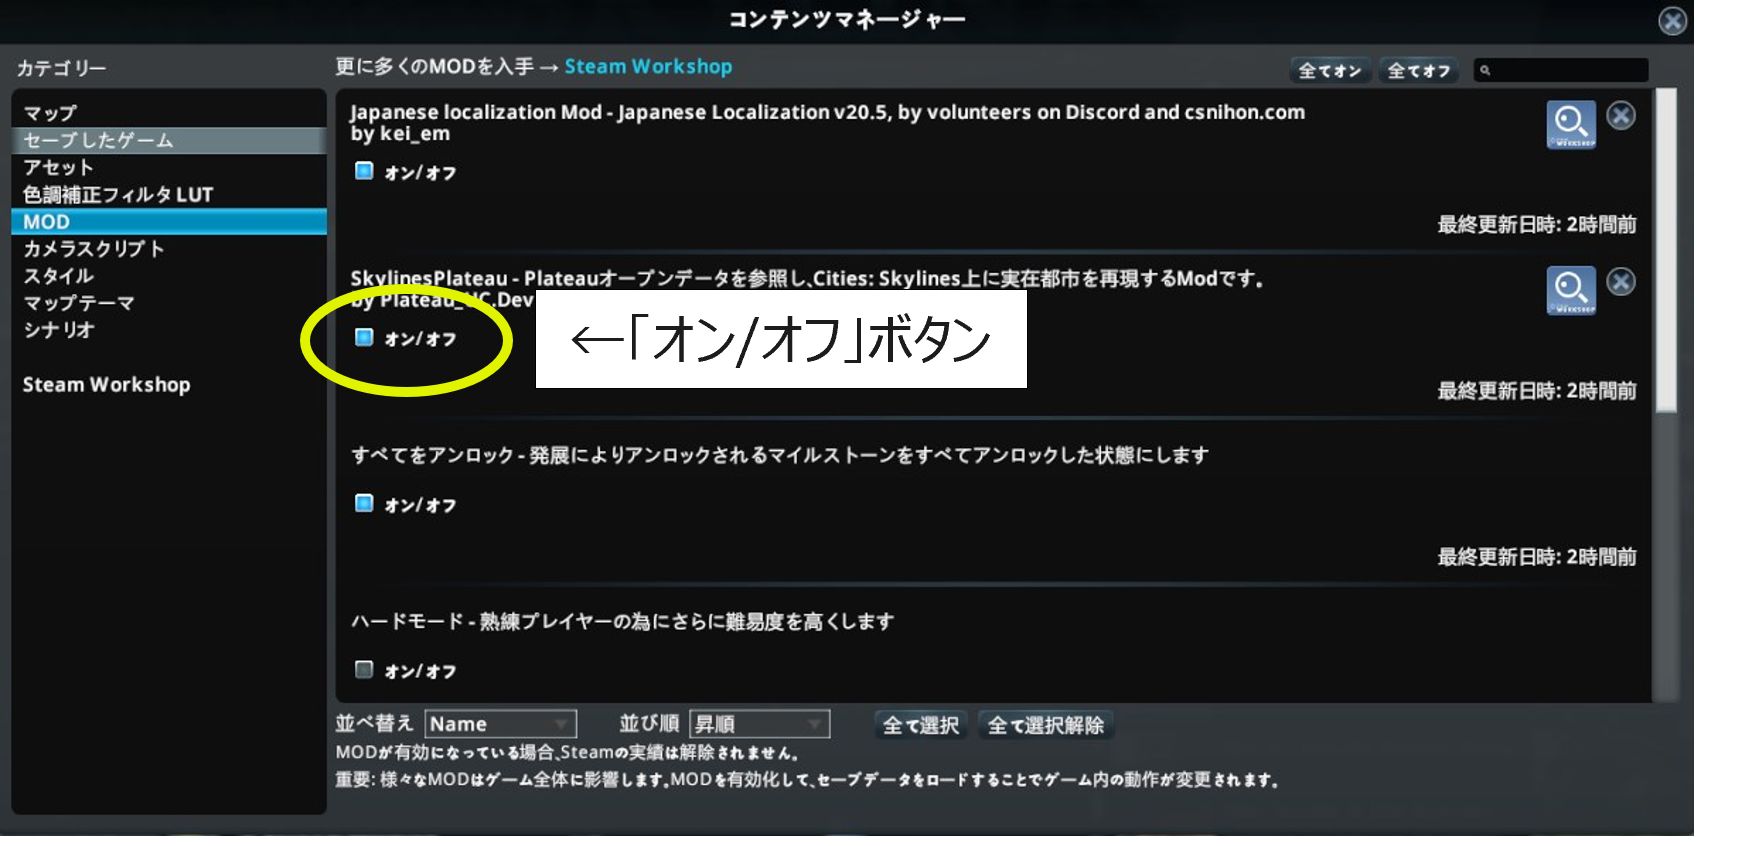 コンテンツマネージャー
カテゴリー
マップ
セーブしたゲーム
アセット
色調補正フィルタ LUT
MOD
カメラスクリプト
スタイル
マップテーマ
シナリオ
Steam Workshop
更に多くのMODを入手 → Steam Workshop
全てオン 全てオフ
Japanese localization Mod - Japanese Localization v20.5, by volunteers on Discord and csnihon.com
by kei_em
WORKSHOP
オン/オフ
最終更新日時: 2時間前
SkylinesPlateau - Plateauオープンデータを参照し、Cities: Skylines上に実在都市を再現するModです。
by Plateau_UC.Dev
WORKSHOP
オン/オフ
←「オン/オフ」ボタン
最終更新日時: 2時間前
すべてをアンロック - 発展によりアンロックされるマイルストーンをすべてアンロックした状態にします
オン/オフ
最終更新日時: 2時間前
ハードモード - 熟練プレイヤーの為にさらに難易度を高くします
オン/オフ
並べ替え Name 並び順 昇順 全て選択 全て選択解除
MODが有効になっている場合、Steamの実績は解除されません。
重要: 様々なMODはゲーム全体に影響します。MODを有効化して、セーブデータをロードすることでゲーム内の動作が変更されます。